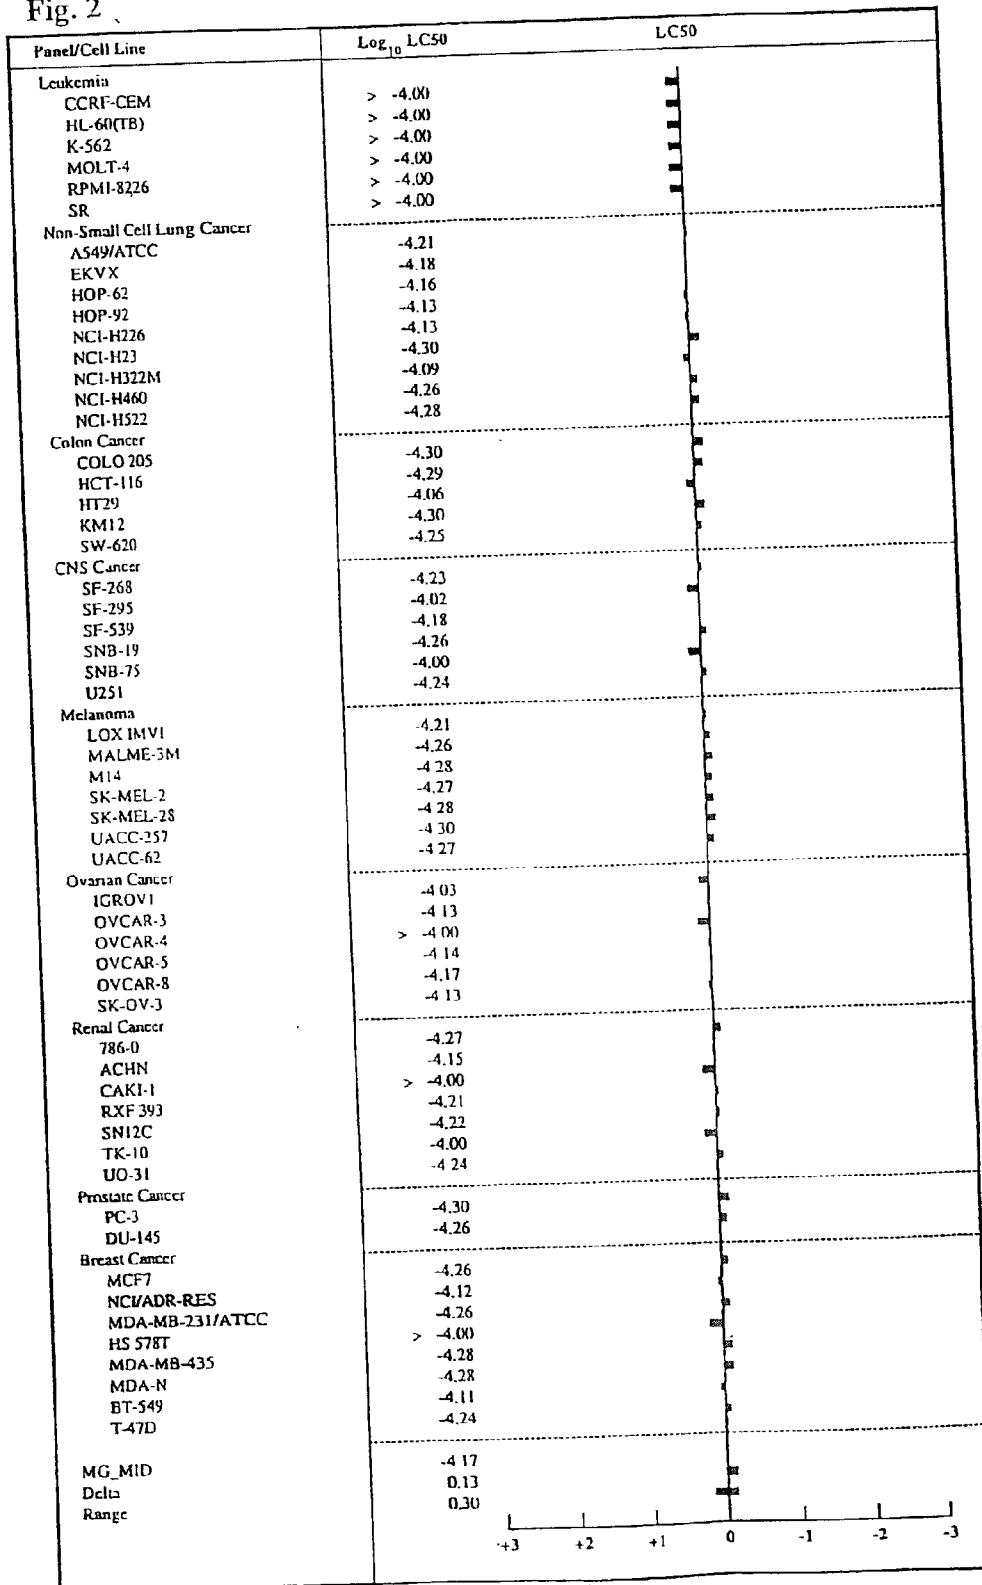 Fig. 2
Panel/Cell Line Log10 LC50 LC50
Leukemia
CCRF-CEM > -4.00
HL-60(TB) > -4.00
K-562 > -4.00
MOLT-4 > -4.00
RPMI-8226 > -4.00
SR > -4.00
Non-Small Cell Lung Cancer
A549/ATCC -4.21
EKVX -4.18
HOP-62 -4.16
HOP-92 -4.13
NCI-H226 -4.13
NCI-H23 -4.30
NCI-H322M -4.09
NCI-H460 -4.26
NCI-H522 -4.28
Colon Cancer
COLO 205 -4.30
HCT-116 -4.29
HT29 -4.06
KM12 -4.30
SW-620 -4.25
CNS Cancer
SF-268 -4.23
SF-295 -4.02
SF-539 -4.18
SNB-19 -4.26
SNB-75 -4.00
U251 -4.24
Melanoma
LOX IMVI -4.21
MALME-3M -4.26
M14 -4 28
SK-MEL-2 -4.27
SK-MEL-28 -4 28
UACC-257 -4 30
UACC-62 -4 27
Ovarian Cancer
IGROV1 -4 03
OVCAR-3 -4 13
OVCAR-4 > -4 00
OVCAR-5 -4 14
OVCAR-8 -4.17
SK-OV-3 -4 13
Renal Cancer
786-0 -4.27
ACHN -4.15
CAKI-1 > -4.00
RXF 393 -4.21
SN12C -4.22
TK-10 -4.00
UO-31 -4 24
Prostate Cancer
PC-3 -4.30
DU-145 -4.26
Breast Cancer
MCF7 -4.26
NCI/ADR-RES -4.12
MDA-MB-231/ATCC -4.26
HS 578T > -4.00
MDA-MB-435 -4.28
MDA-N -4.28
BT-549 -4.11
T-47D -4.24
MG_MID -4 17
Delta 0.13
Range 0.30
+3 +2 +1 0 -1 -2 -3